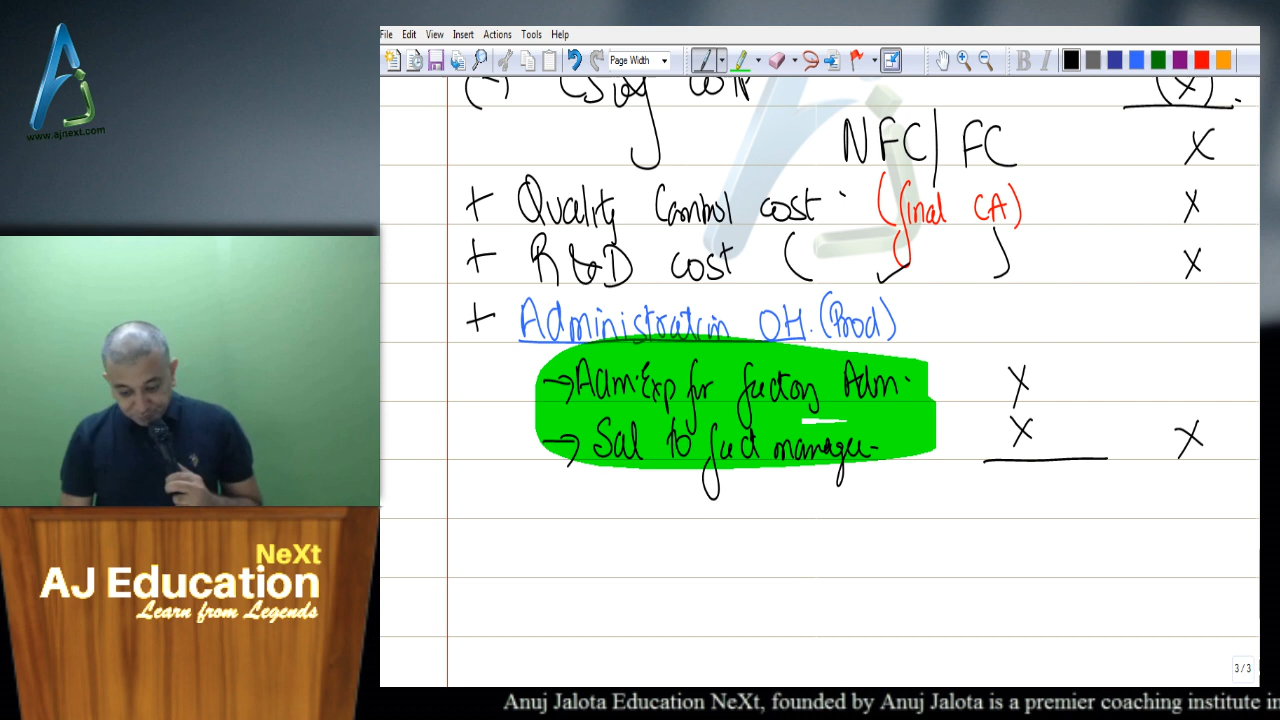 www.ajnext.com
File Edit View Insert Actions Tools Help
Page Width
B I
(-) (X).
NFC | FC X
+ Quality Control cost. (final CA) X
+ R&D cost ( ) X
+ Administratin OH. (Prod)
→ Adm. Exp for factory Adm. X
→ Sal to fact manager X X
3/3
NeXt
AJ Education
Learn from Legends
Anuj Jalota Education NeXt, founded by Anuj Jalota is a premier coaching institute in